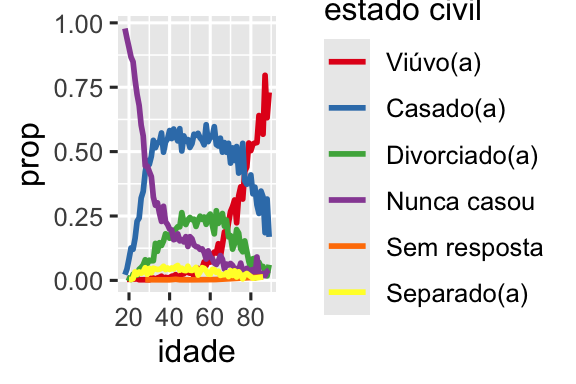 estado civil
Viúvo(a)
Casado(a)
Divorciado(a)
Nunca casou
Sem resposta
Separado(a)
1.00
0.75
0.50
0.25
0.00
prop
20 40 60 80
idade